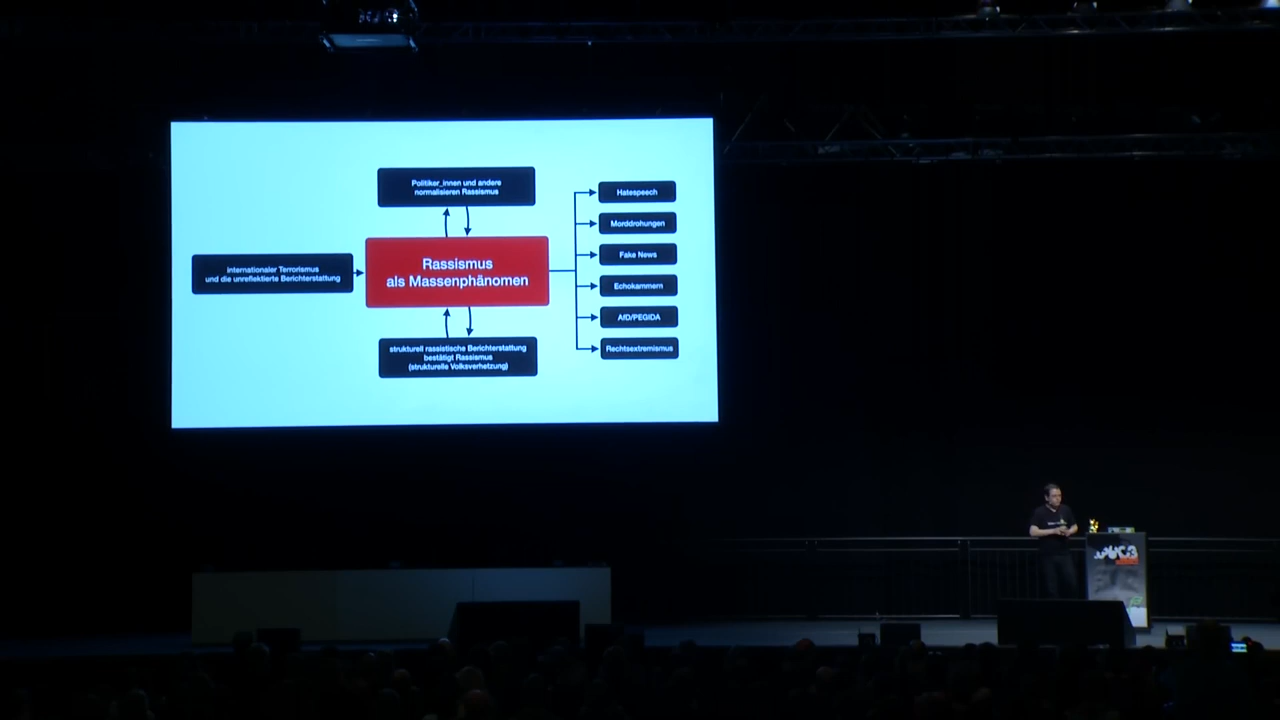 Politiker_innen und andere
normalisieren Rassismus
internationaler Terrorismus
und die unreflektierte Berichterstattung
Rassismus
als Massenphänomen
strukturell rassistische Berichterstattung
bestätigt Rassismus
(strukturelle Volksverhetzung)
Hatespeech
Morddrohungen
Fake News
Echokammern
AfD/PEGIDA
Rechtsextremismus